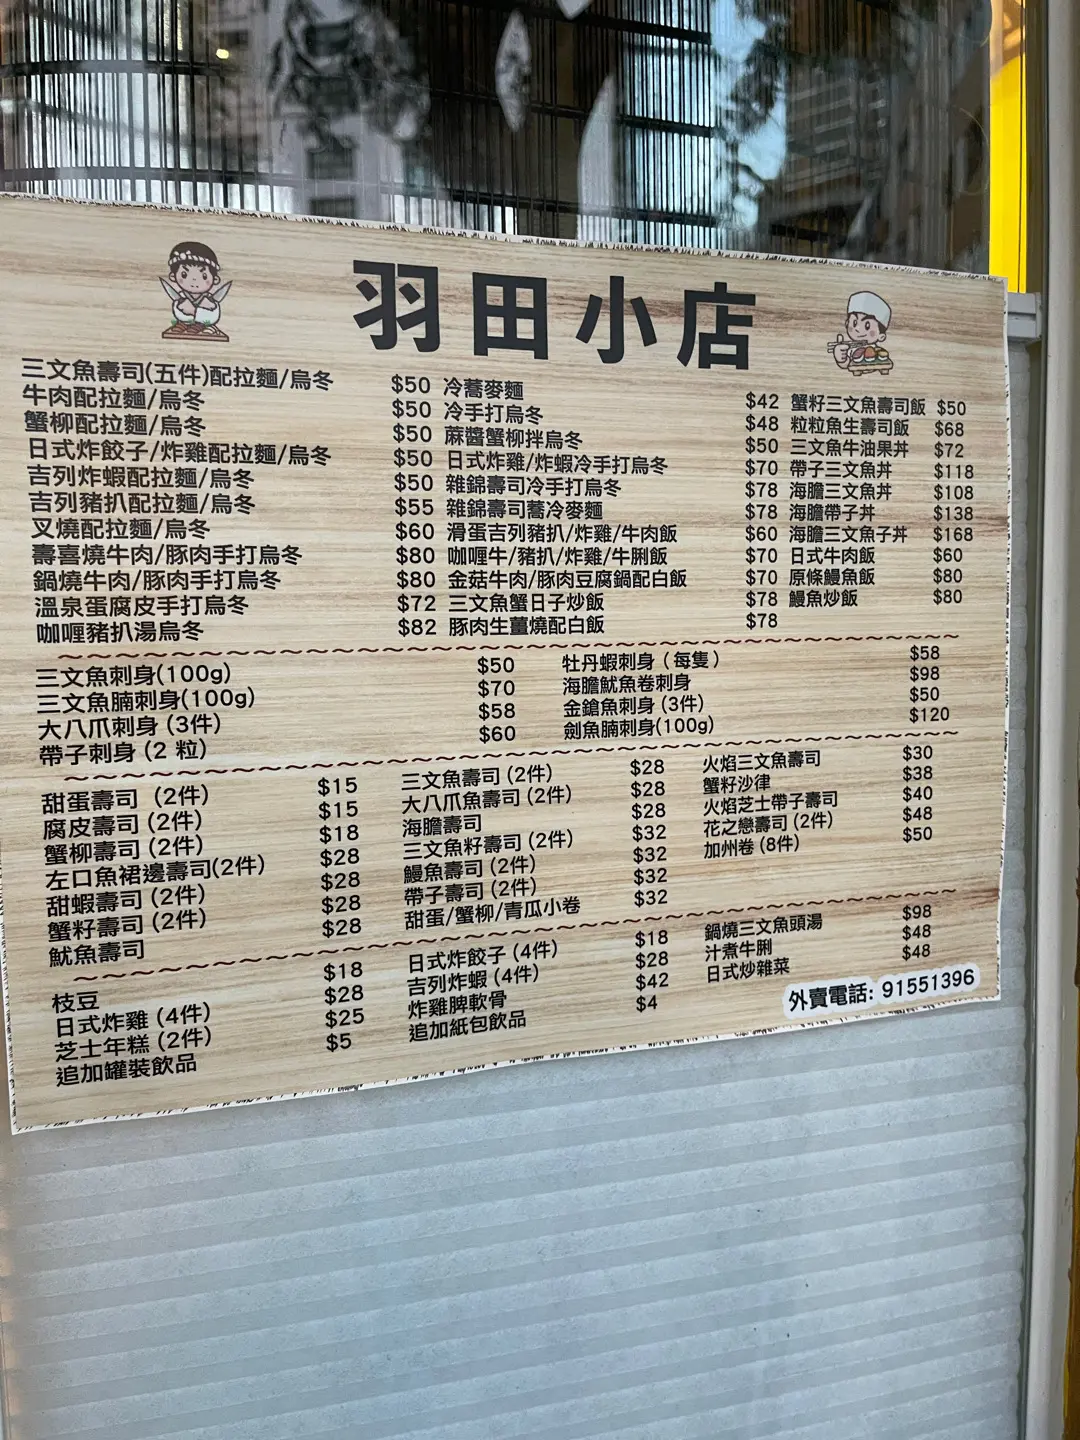 羽田小店
三文魚壽司(五件)配拉麵/烏冬 $50
牛肉配拉麵/烏冬 $50
蟹柳配拉麵/烏冬 $50
日式炸餃子/炸雞配拉麵/烏冬 $50
吉列炸蝦配拉麵/烏冬 $50
吉列豬扒配拉麵/烏冬 $55
叉燒配拉麵/烏冬 $60
壽喜燒牛肉/豚肉手打烏冬 $80
鍋燒牛肉/豚肉手打烏冬 $80
溫泉蛋腐皮手打烏冬 $72
咖喱豬扒湯烏冬 $82
冷蕎麥麵 $42
冷手打烏冬 $48
蔴醬蟹柳拌烏冬 $50
日式炸雞/炸蝦冷手打烏冬 $70
雜錦壽司冷手打烏冬 $78
雜錦壽司蕎冷麥麵 $78
滑蛋吉列豬扒/炸雞/牛肉飯 $60
咖喱牛/豬扒/炸雞/牛脷飯 $70
金菇牛肉/豚肉豆腐鍋配白飯 $70
三文魚蟹日子炒飯 $78
豚肉生薑燒配白飯 $78
蟹籽三文魚壽司飯 $50
粒粒魚生壽司飯 $68
三文魚牛油果丼 $72
帶子三文魚丼 $118
海膽三文魚丼 $108
海膽帶子丼 $138
海膽三文魚子丼 $168
日式牛肉飯 $60
原條鰻魚飯 $80
鰻魚炒飯 $80
三文魚刺身(100g) $50
三文魚腩刺身(100g) $70
大八爪刺身 (3件) $58
帶子刺身 (2 粒) $60
牡丹蝦刺身 ( 每隻 ) $58
海膽魷魚卷刺身 $98
金鎗魚刺身 (3件) $50
劍魚腩刺身(100g) $120
甜蛋壽司 (2件) $15
腐皮壽司 (2件) $15
蟹柳壽司 (2件) $18
左口魚裙邊壽司(2件) $28
甜蝦壽司 (2件) $28
蟹籽壽司 (2件) $28
魷魚壽司 $28
三文魚壽司 (2件) $28
大八爪魚壽司 (2件) $28
海膽壽司 $28
三文魚籽壽司 (2件) $32
鰻魚壽司 (2件) $32
帶子壽司 (2件) $32
甜蛋/蟹柳/青瓜小卷 $32
火焰三文魚壽司 $30
蟹籽沙律 $38
火焰芝士帶子壽司 $40
花之戀壽司 (2件) $48
加州卷 (8件) $50
枝豆 $18
日式炸雞 (4件) $28
芝士年糕 (2件) $25
追加罐裝飲品 $5
日式炸餃子 (4件) $18
吉列炸蝦 (4件) $28
炸雞脾軟骨 $42
追加紙包飲品 $4
鍋燒三文魚頭湯 $98
汁煮牛脷 $48
日式炒雜菜 $48
外賣電話: 91551396